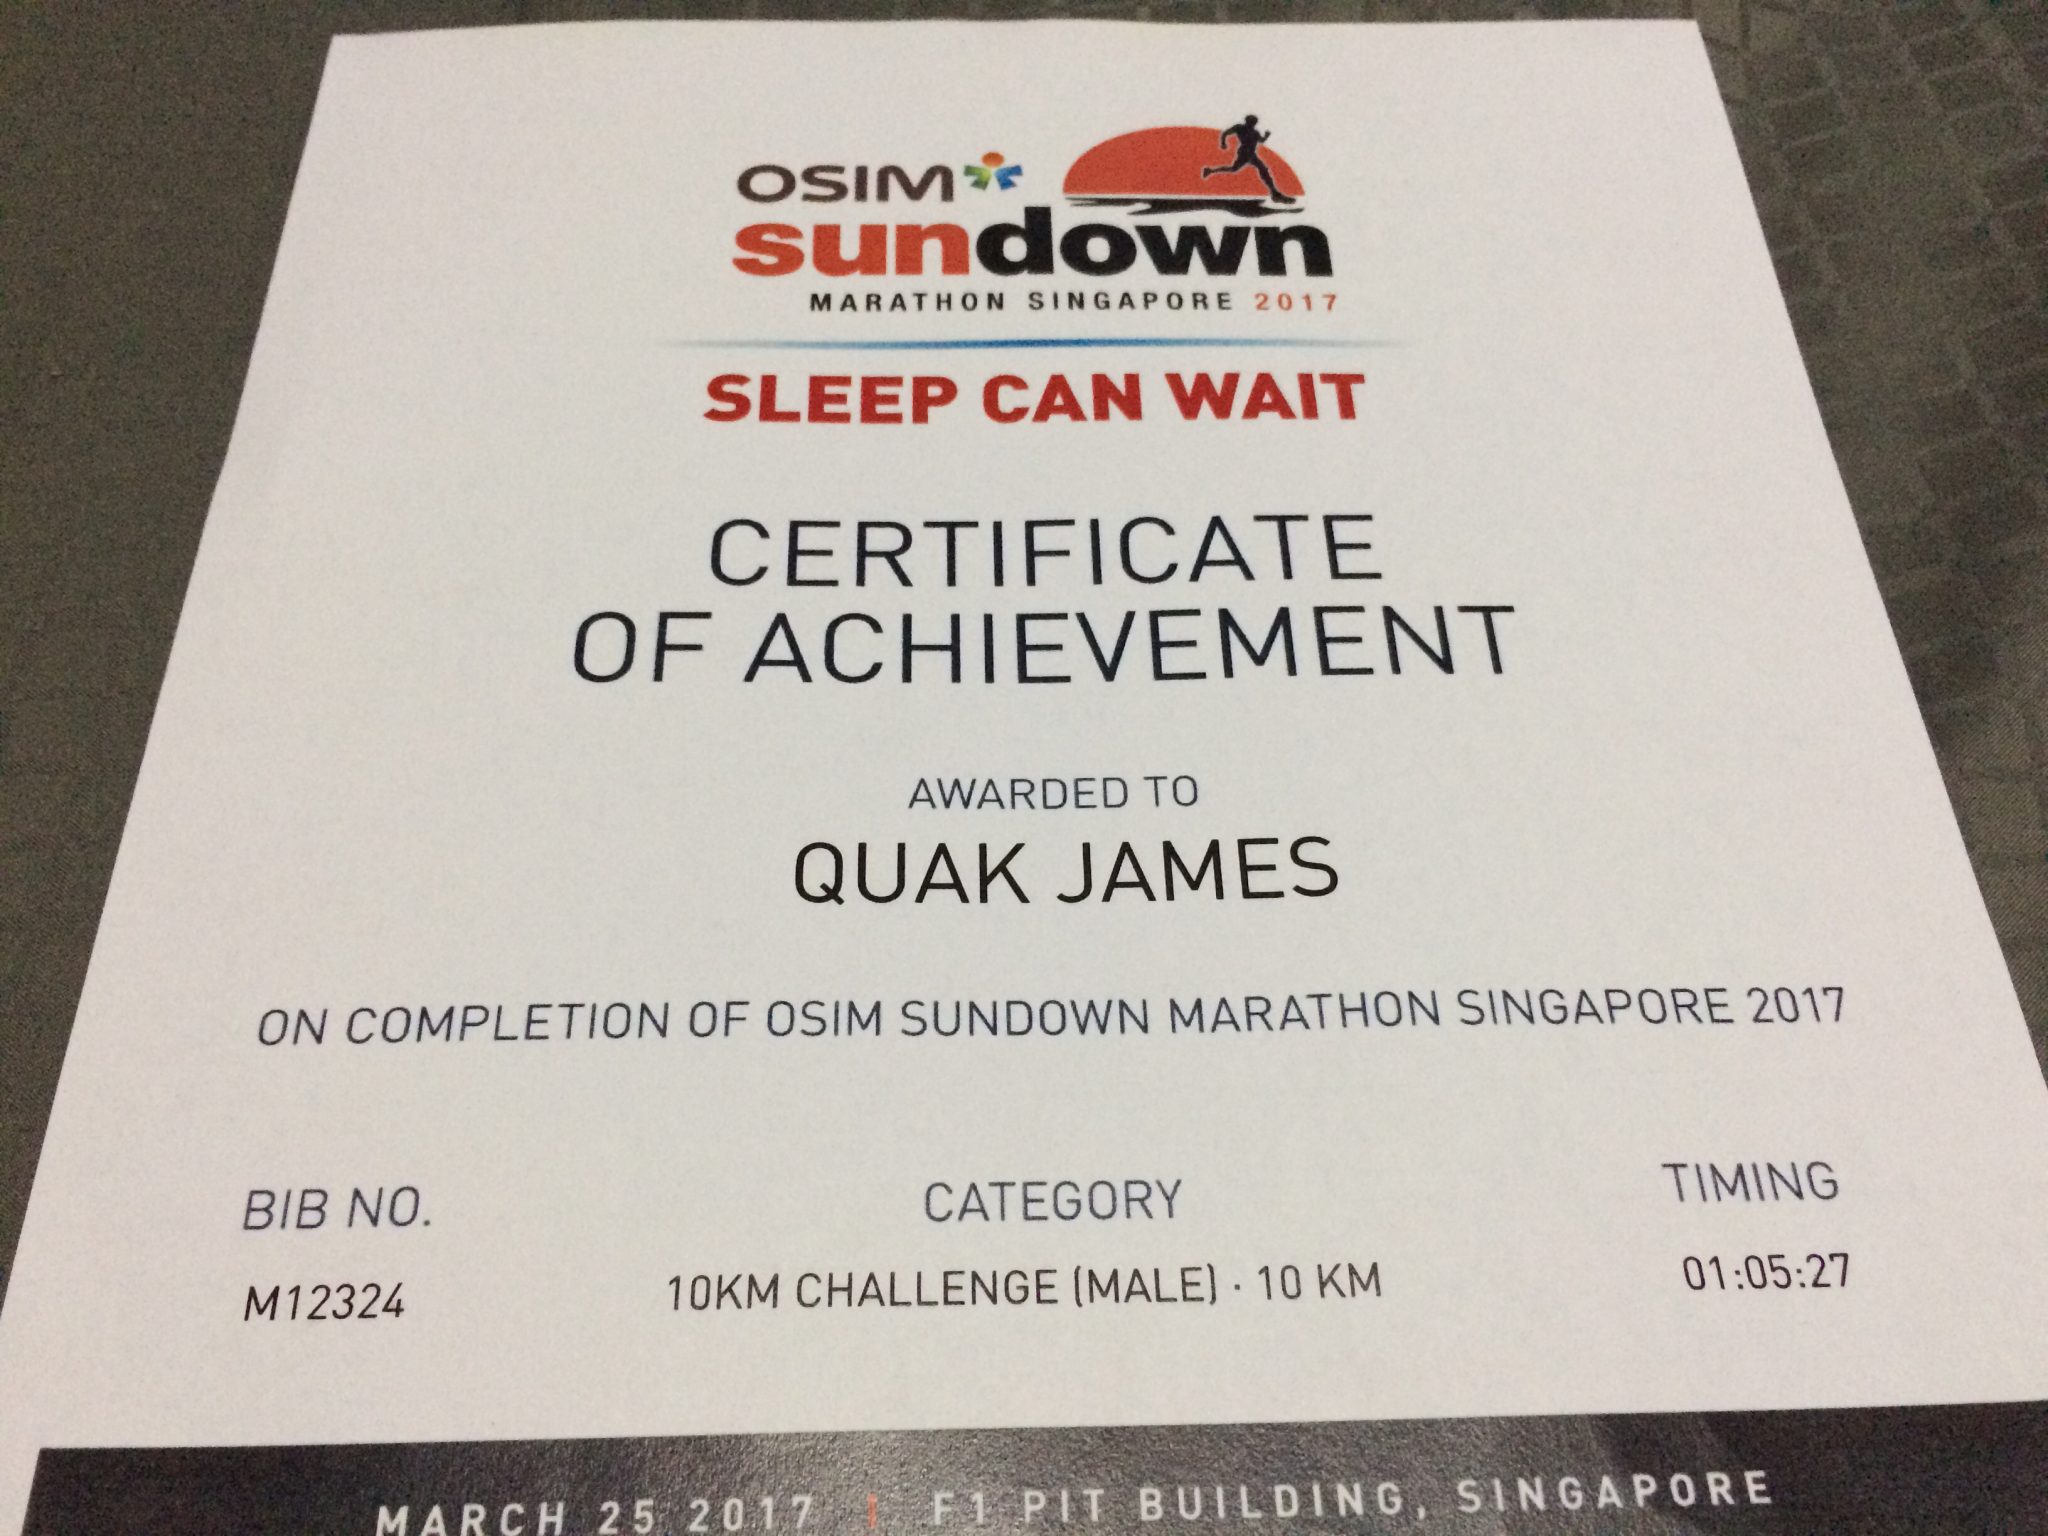 OSIM
sundown
MARATHON SINGAPORE 2017
SLEEP CAN WAIT
CERTIFICATE
OF ACHIEVEMENT
AWARDED TO
QUAK JAMES
ON COMPLETION OF OSIM SUNDOWN MARATHON SINGAPORE 2017
BIB NO. CATEGORY TIMING
M12324 10KM CHALLENGE (MALE) · 10 KM 01:05:27
MARCH 25 2017 | F1 PIT BUILDING, SINGAPORE